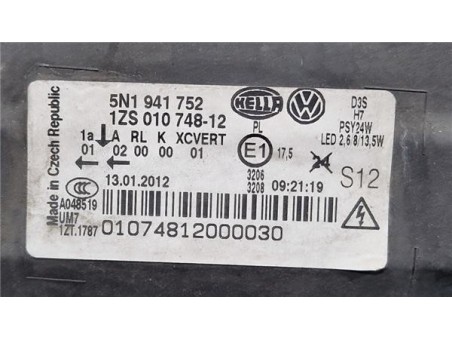 5N1 941 752
1ZS 010 748-12
HELLA
D3S
H7
PSY24W
LED 2,6.8/13,5W
1a A RL K XCVERT
01 02 00 00 01
PL
E1
17,5
24
3206
3208
09:21:19
S12
13.01.2012
CCC
A048519
UM7
1ZT.1787
01074812000030
Made in Czech Republic